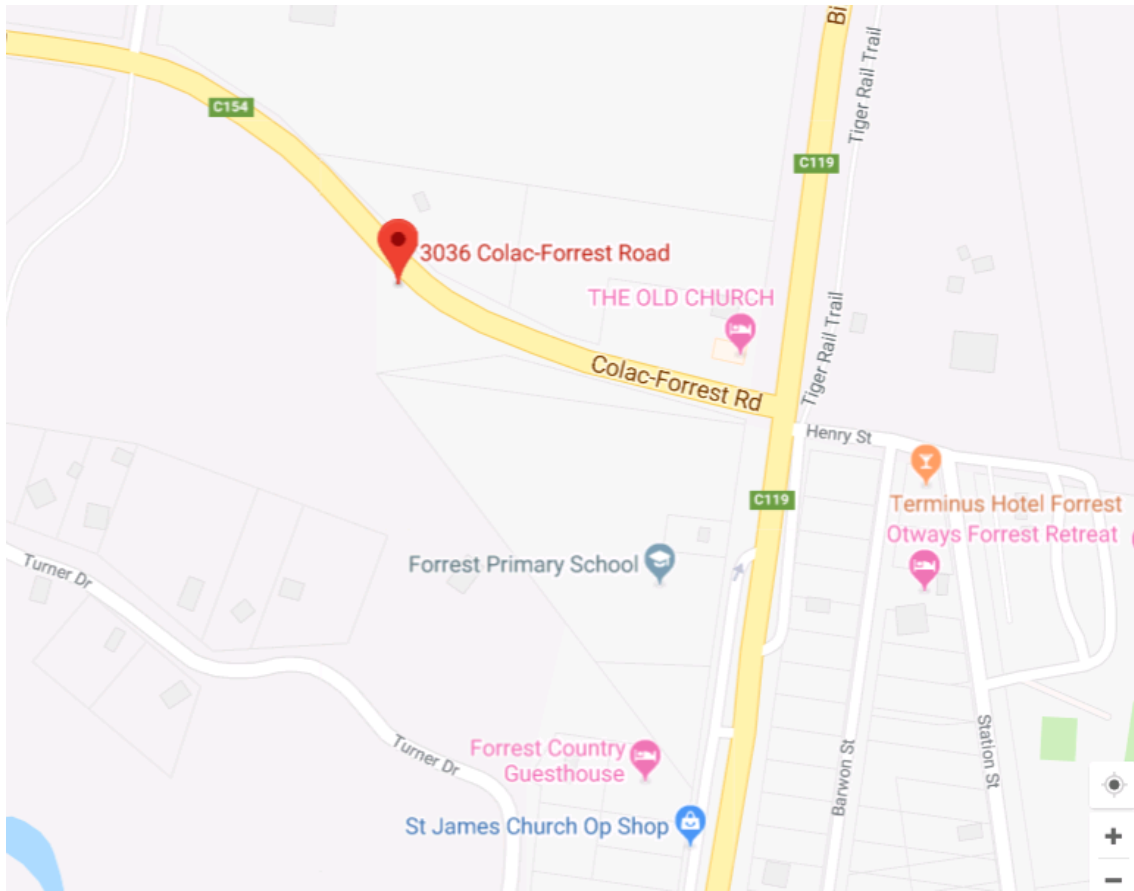 Bi
Tiger Rail Trail
C154
C119
3036 Colac-Forrest Road
THE OLD CHURCH
Tiger Rail Trail
Colac-Forrest Rd
Henry St
Terminus Hotel Forrest
C119
Otways Forrest Retreat
Forrest Primary School
Turner Dr
Turner Dr
Forrest Country
Guesthouse
Barwon St
Station St
St James Church Op Shop
+
−